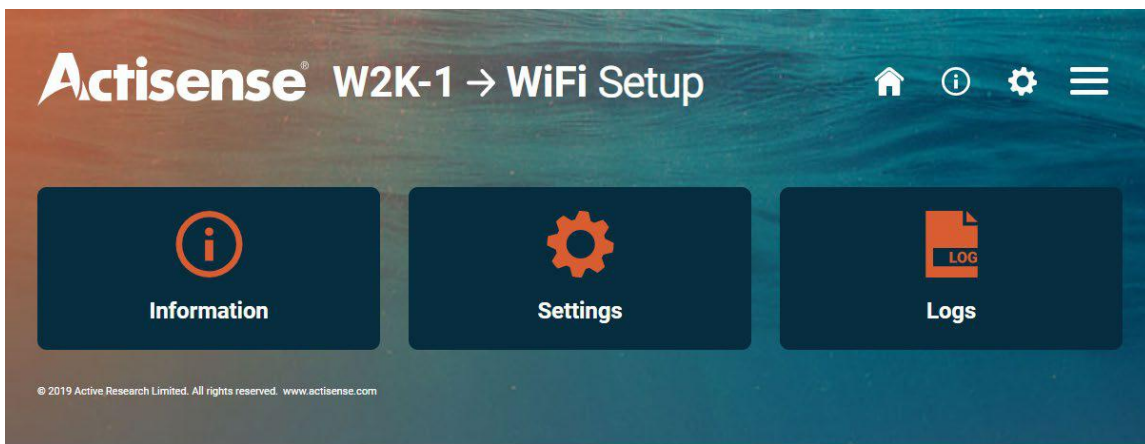 Actisense® W2K-1 → WiFi Setup
LOG
Information
Settings
Logs
© 2019 Active Research Limited. All rights reserved. www.actisense.com